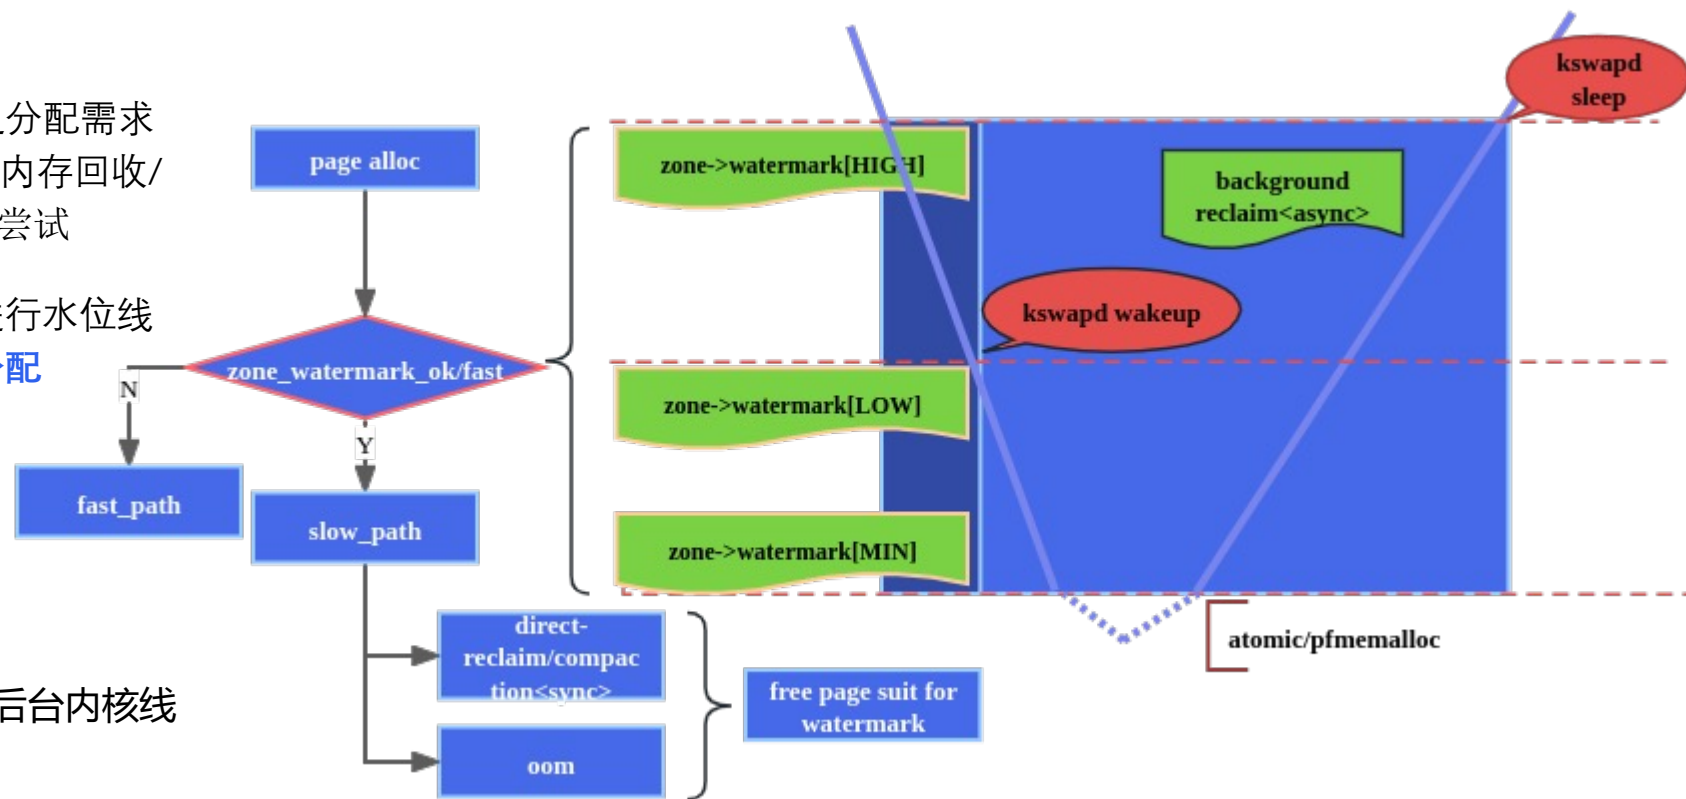 分配需求
内存回收/
尝试
行水位线
配
后台内核线
page alloc
zone_watermark_ok/fast
N
Y
fast_path
slow_path
direct-
reclaim/compac
tion<sync>
oom
free page suit for
watermark
zone->watermark[HIGH]
zone->watermark[LOW]
zone->watermark[MIN]
kswapd
sleep
background
reclaim<async>
kswapd wakeup
atomic/pfmemalloc